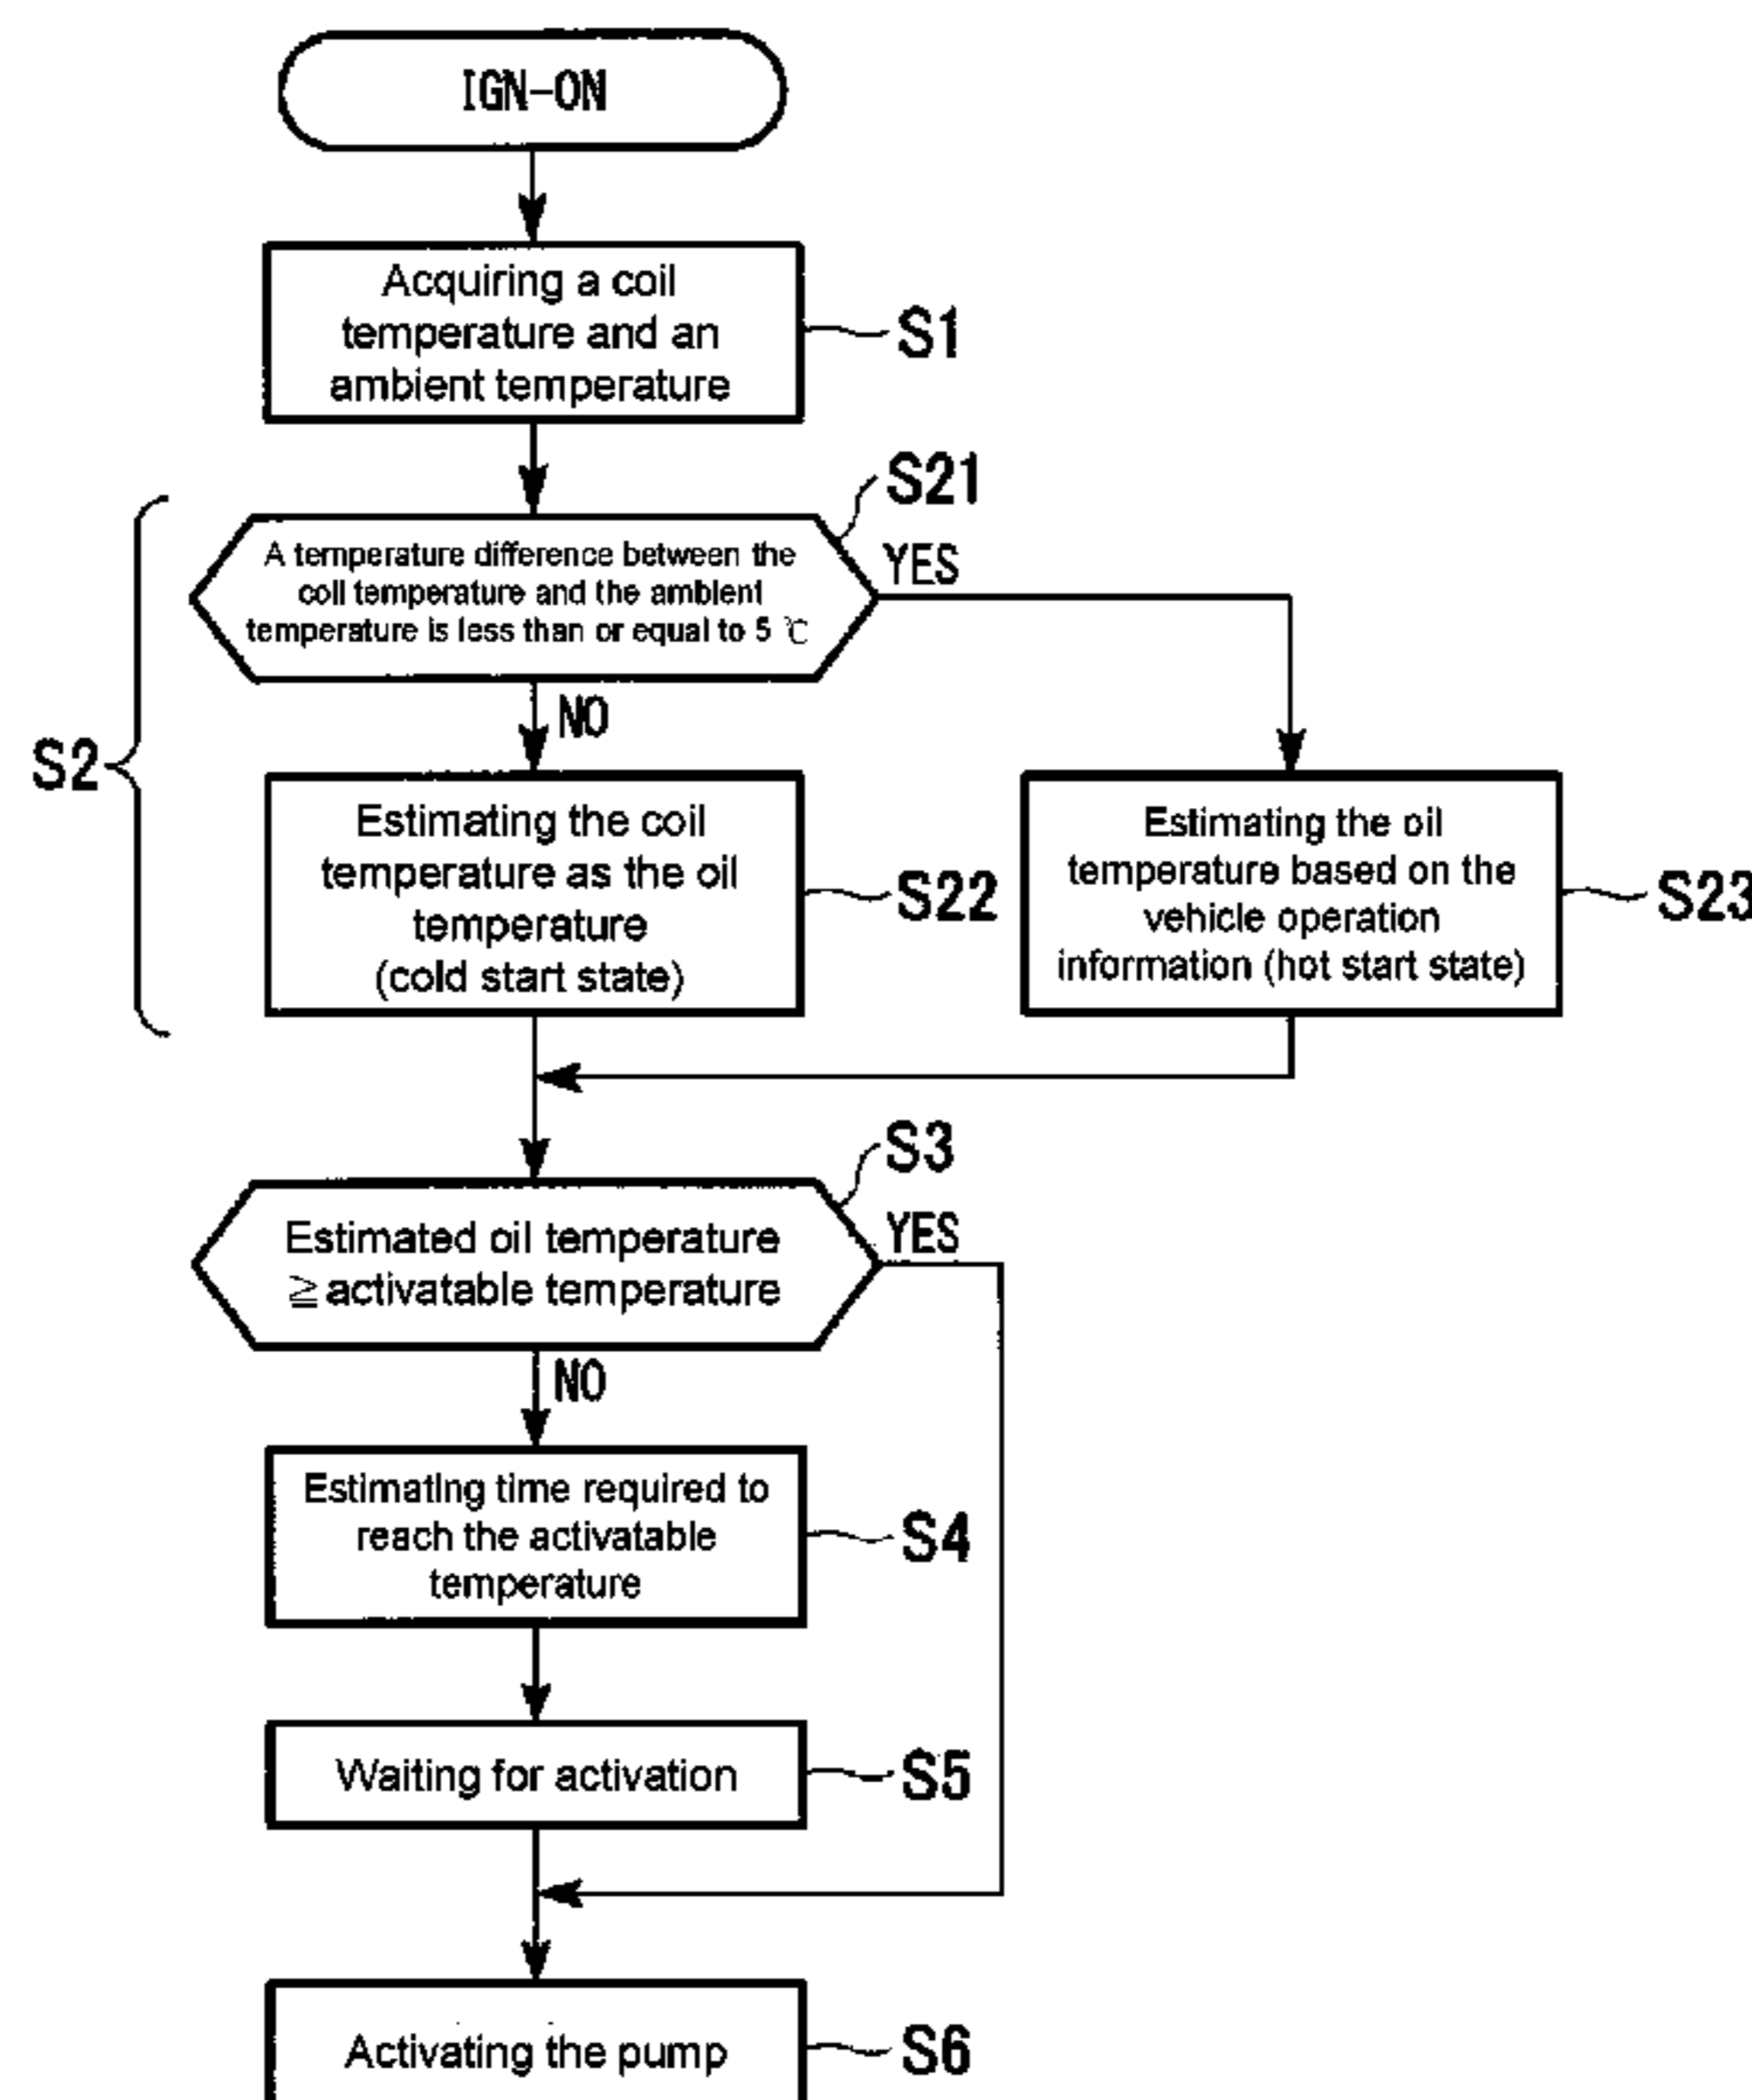 IGN-ON
Acquiring a coil
temperature and an
ambient temperature
S1
S21
A temperature difference between the
coil temperature and the ambient
temperature is less than or equal to 5 ℃
YES
NO
S2
Estimating the coil
temperature as the oil
temperature
(cold start state)
S22
Estimating the oil
temperature based on the
vehicle operation
information (hot start state)
S23
S3
Estimated oil temperature
≧ activatable temperature
YES
NO
Estimating time required to
reach the activatable
temperature
S4
Waiting for activation
S5
Activating the pump
S6